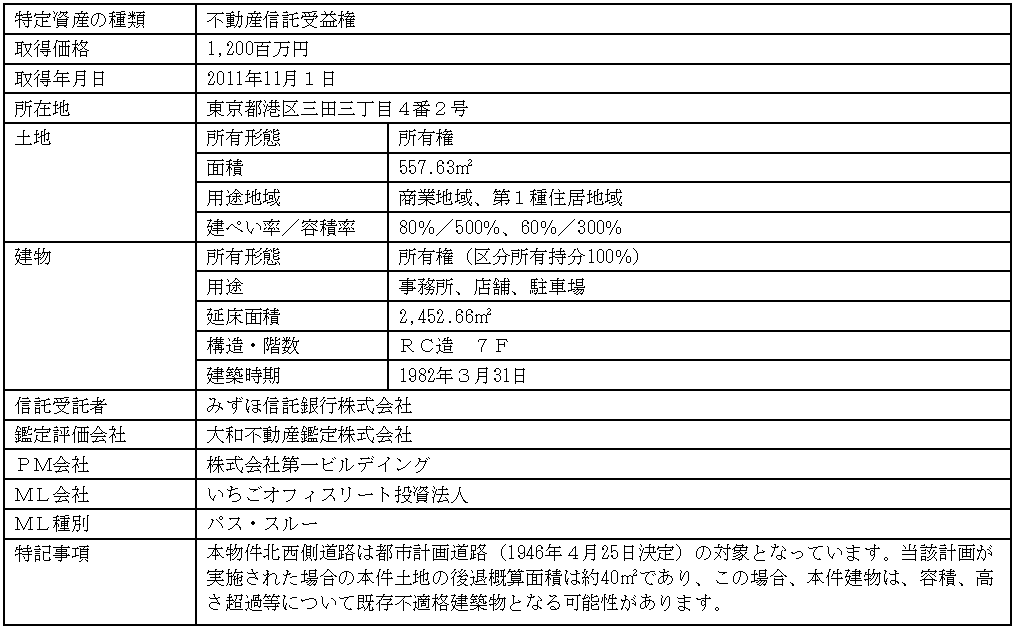 特定資産の種類 不動産信託受益権
取得価格 1,200百万円
取得年月日 2011年11月１日
所在地 東京都港区三田三丁目４番２号
土地 所有形態 所有権
面積 557.63㎡
用途地域 商業地域、第１種住居地域
建ぺい率／容積率 80%／500%、60%／300%
建物 所有形態 所有権（区分所有持分100%）
用途 事務所、店舗、駐車場
延床面積 2,452.66㎡
構造・階数 ＲＣ造　７Ｆ
建築時期 1982年３月31日
信託受託者 みずほ信託銀行株式会社
鑑定評価会社 大和不動産鑑定株式会社
ＰＭ会社 株式会社第一ビルデイング
ＭＬ会社 いちごオフィスリート投資法人
ＭＬ種別 パス・スルー
特記事項 本物件北西側道路は都市計画道路（1946年４月25日決定）の対象となっています。当該計画が
実施された場合の本件土地の後退概算面積は約40㎡であり、この場合、本件建物は、容積、高
さ超過等について既存不適格建築物となる可能性があります。